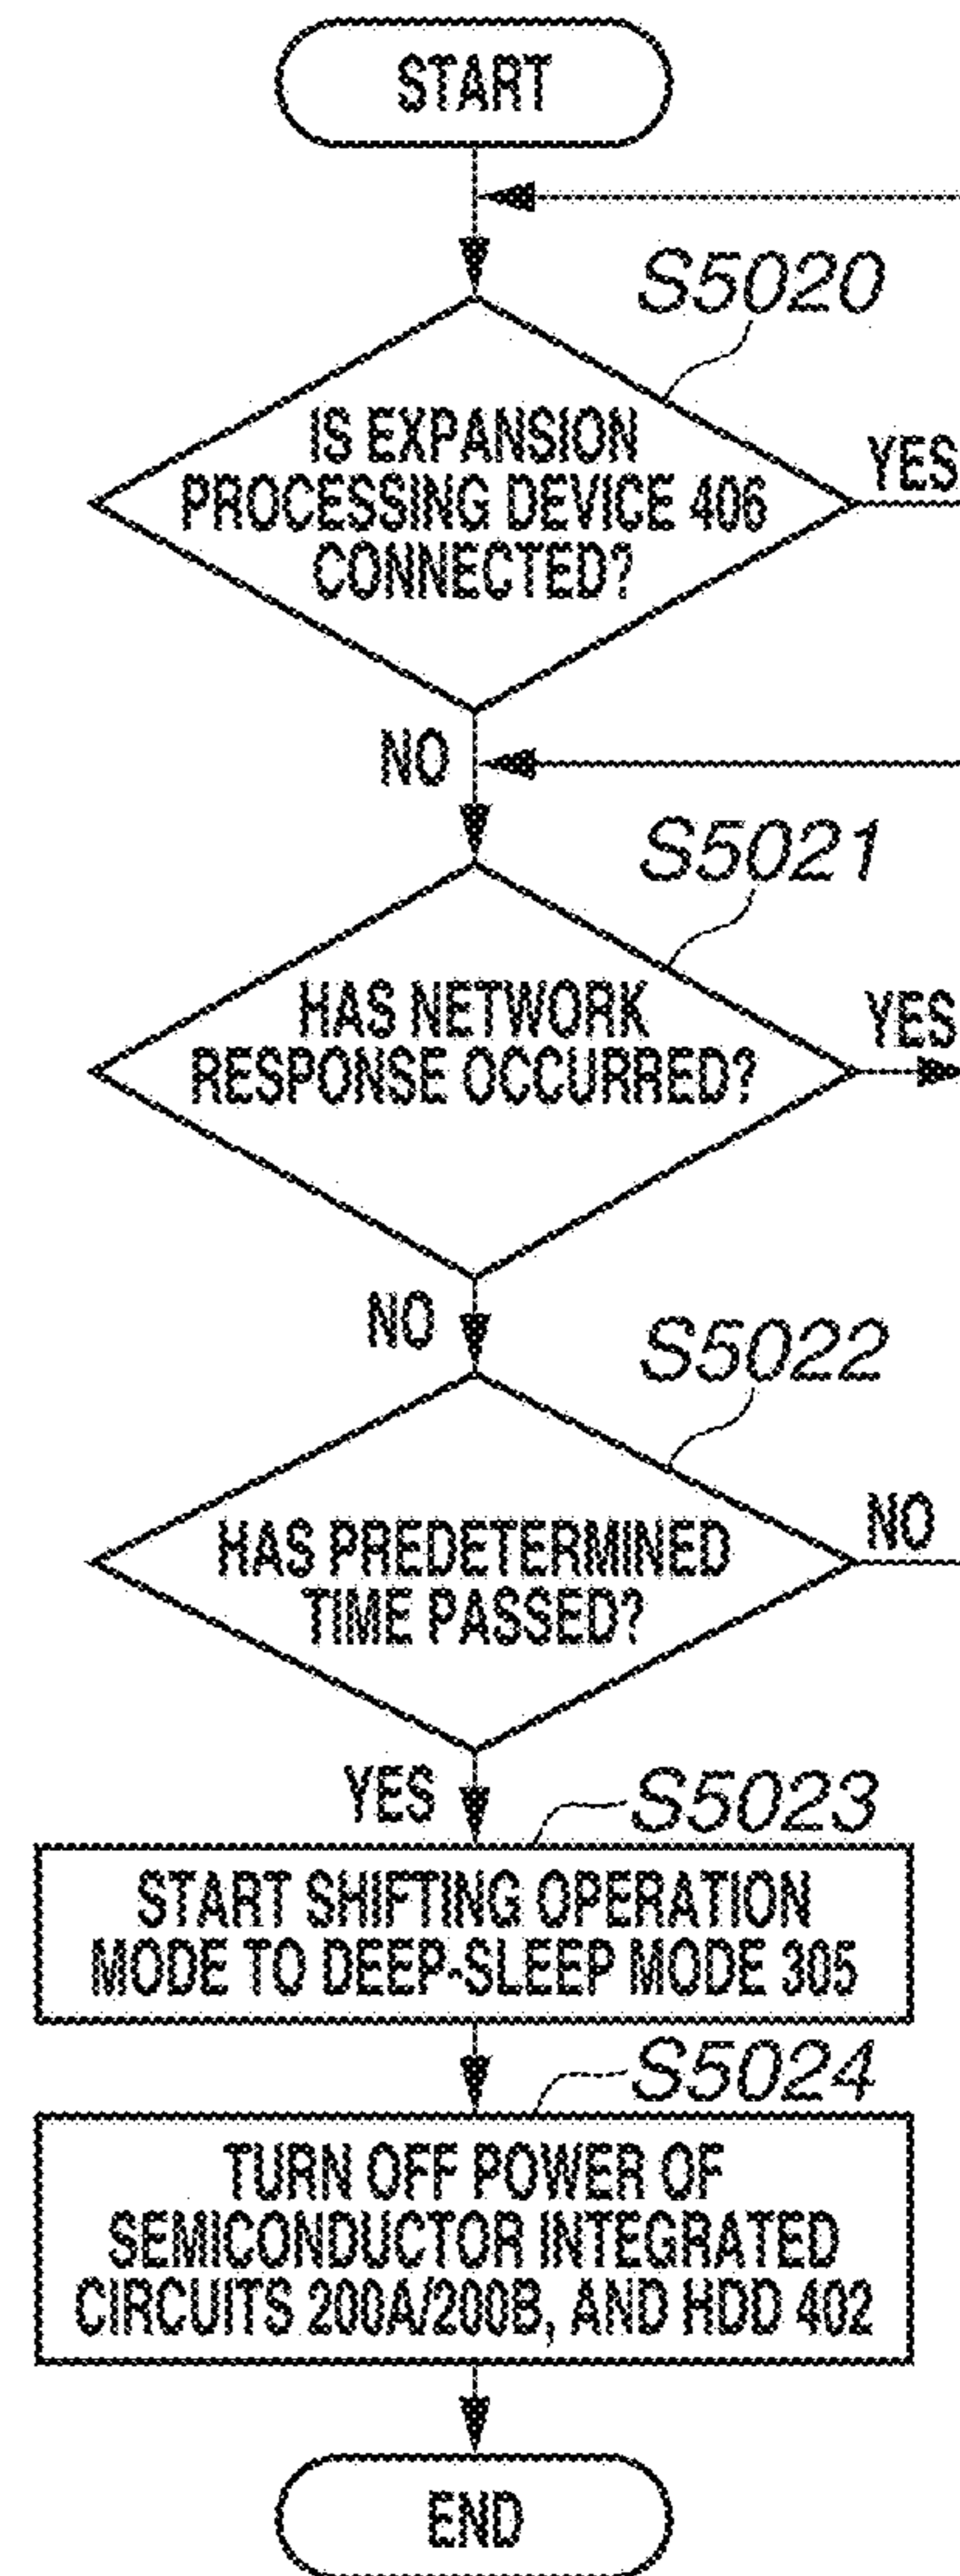 START
S5020
IS EXPANSION
PROCESSING DEVICE 406
CONNECTED?
YES
NO
S5021
HAS NETWORK
RESPONSE OCCURRED?
YES
NO
S5022
HAS PREDETERMINED
TIME PASSED?
NO
YES
S5023
START SHIFTING OPERATION
MODE TO DEEP-SLEEP MODE 305
S5024
TURN OFF POWER OF
SEMICONDUCTOR INTEGRATED
CIRCUITS 200A/200B, AND HDD 402
END